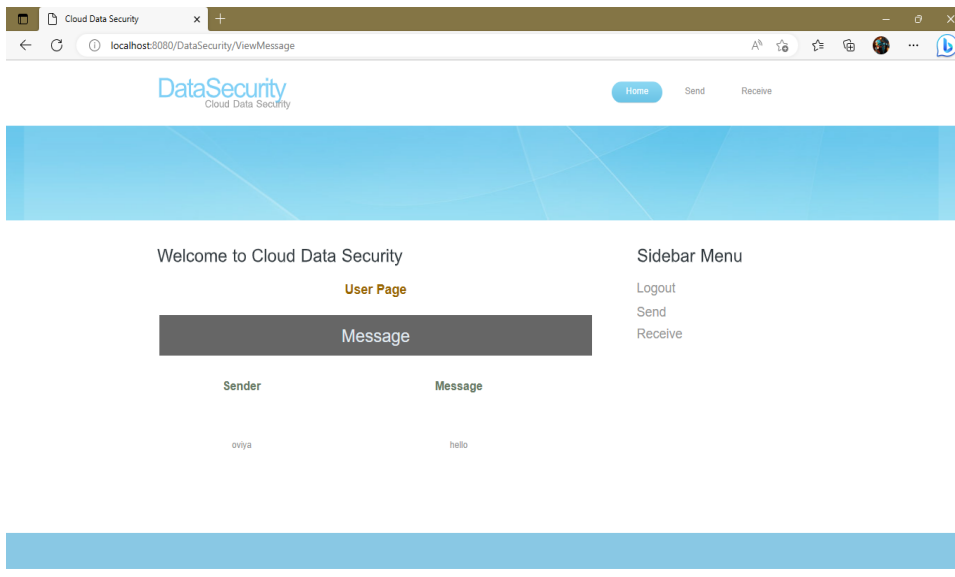 Cloud Data Security
localhost:8080/DataSecurity/ViewMessage
DataSecurity
Cloud Data Security
Home Send Receive
Welcome to Cloud Data Security
Sidebar Menu
User Page
Logout
Send
Message
Receive
Sender Message
oviya hello